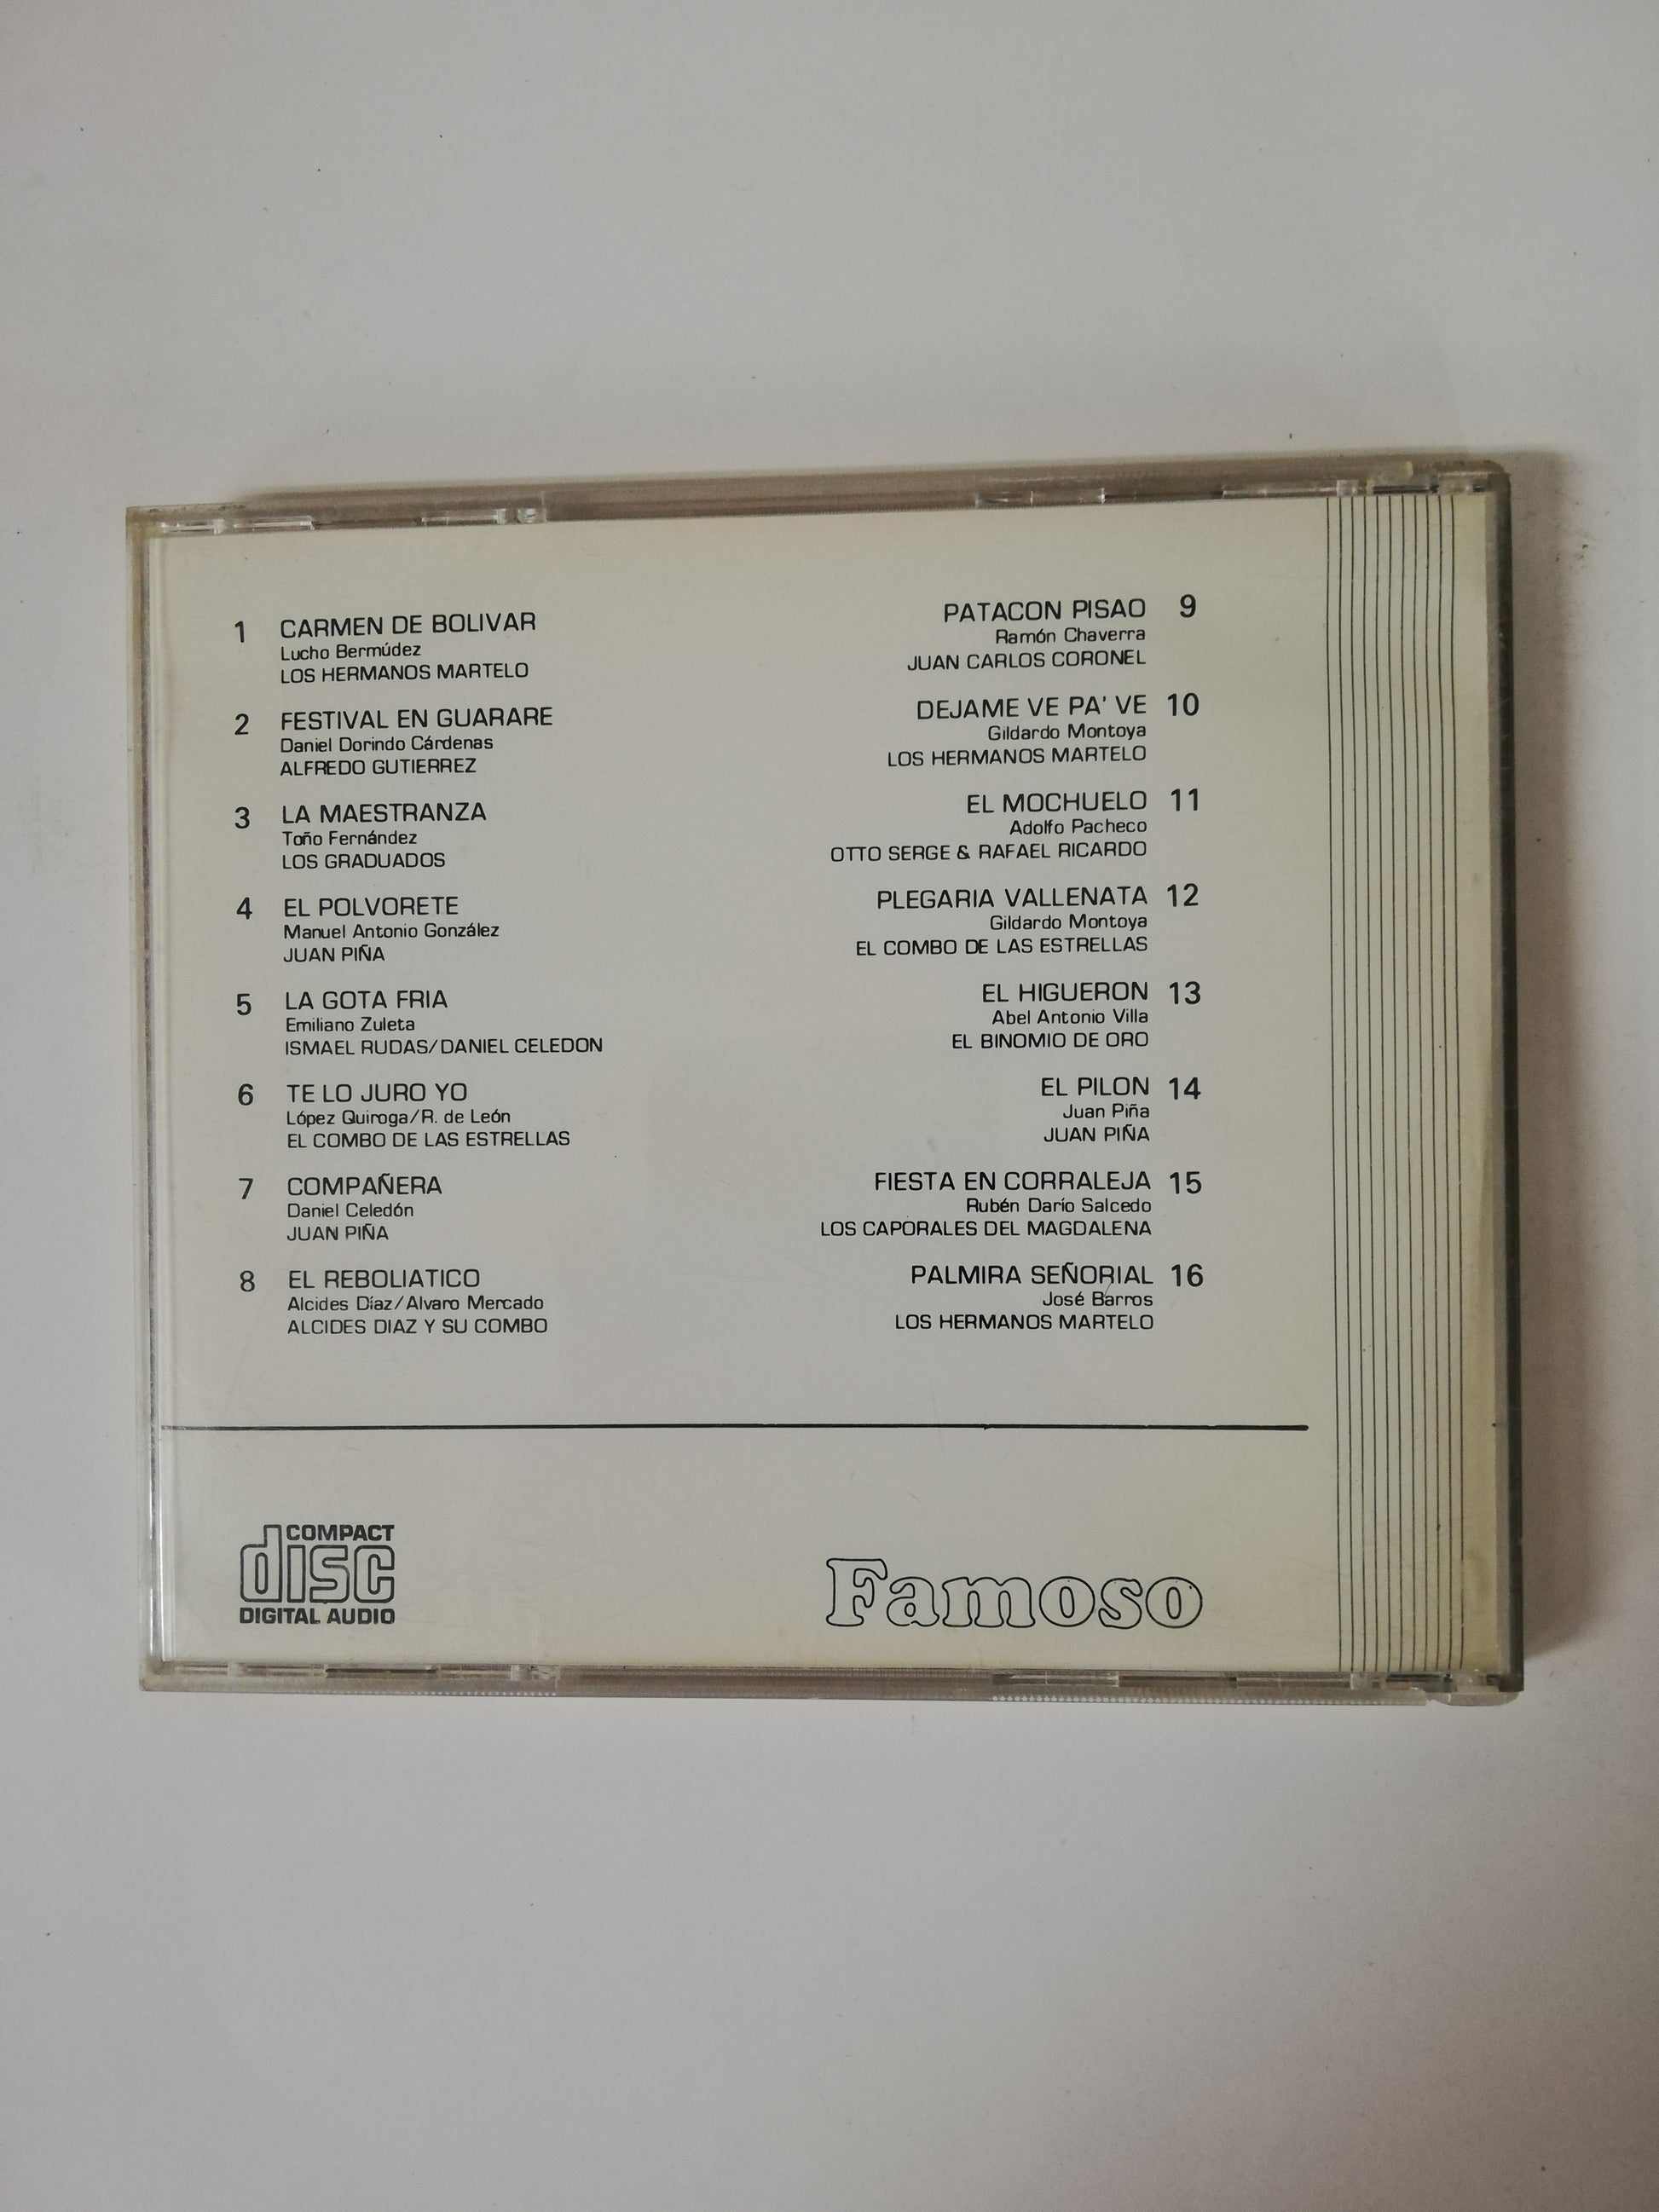 1 CARMEN DE BOLIVAR
Lucho Bermúdez
LOS HERMANOS MARTELO
2 FESTIVAL EN GUARARE
Daniel Dorindo Cárdenas
ALFREDO GUTIERREZ
3 LA MAESTRANZA
Toño Fernández
LOS GRADUADOS
4 EL POLVORETE
Manuel Antonio González
JUAN PIÑA
5 LA GOTA FRIA
Emiliano Zuleta
ISMAEL RUDAS/DANIEL CELEDON
6 TE LO JURO YO
López Quiroga/R. de León
EL COMBO DE LAS ESTRELLAS
7 COMPAÑERA
Daniel Celedón
JUAN PIÑA
8 EL REBOLIATICO
Alcides Díaz/Alvaro Mercado
ALCIDES DIAZ Y SU COMBO
PATACON PISAO 9
Ramón Chaverra
JUAN CARLOS CORONEL
DEJAME VE PA' VE 10
Gildardo Montoya
LOS HERMANOS MARTELO
EL MOCHUELO 11
Adolfo Pacheco
OTTO SERGE & RAFAEL RICARDO
PLEGARIA VALLENATA 12
Gildardo Montoya
EL COMBO DE LAS ESTRELLAS
EL HIGUERON 13
Abel Antonio Villa
EL BINOMIO DE ORO
EL PILON 14
Juan Piña
JUAN PIÑA
FIESTA EN CORRALEJA 15
Rubén Darío Salcedo
LOS CAPORALES DEL MAGDALENA
PALMIRA SEÑORIAL 16
José Barros
LOS HERMANOS MARTELO
COMPACT
disc
DIGITAL AUDIO
Famoso